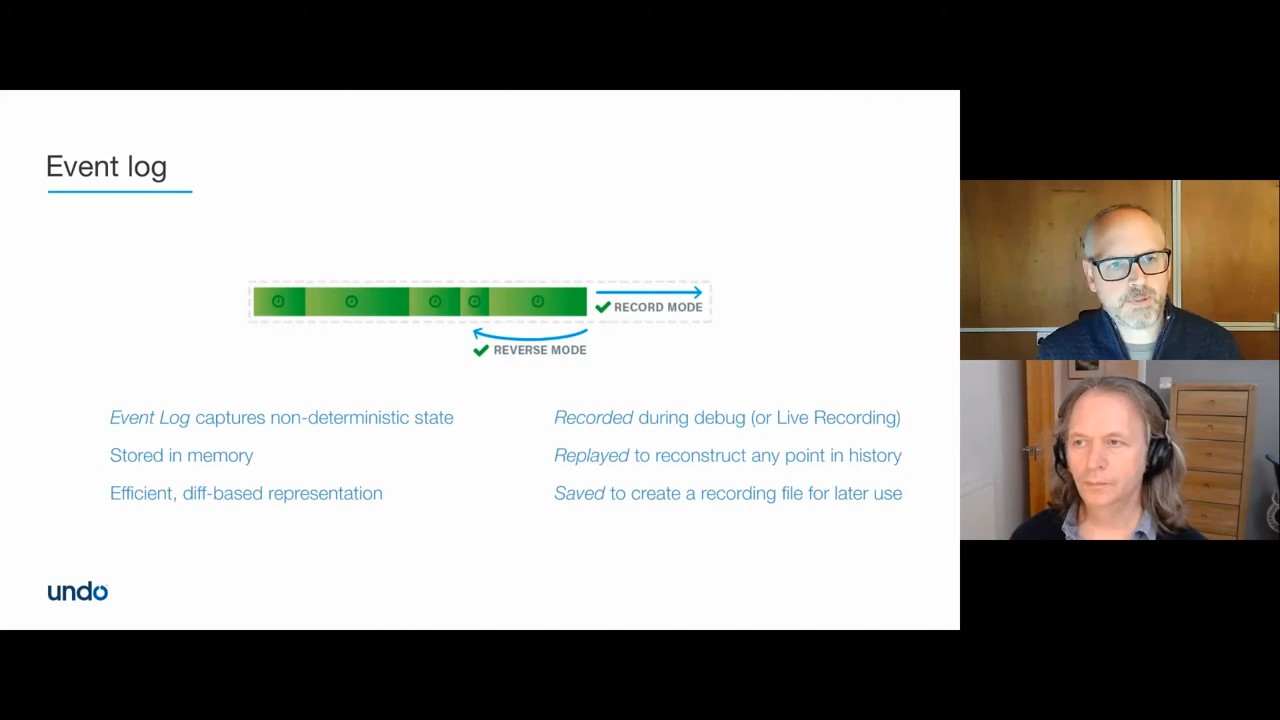 Event log
RECORD MODE
REVERSE MODE
Event Log captures non-deterministic state
Stored in memory
Efficient, diff-based representation
Recorded during debug (or Live Recording)
Replayed to reconstruct any point in history
Saved to create a recording file for later use
undo